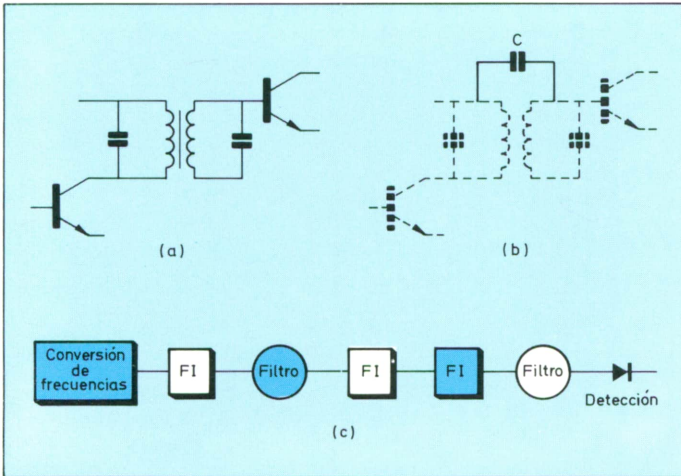 C
(a)
(b)
Conversión
de
frecuencias
FI
Filtro
FI
FI
Filtro
Detección
(c)